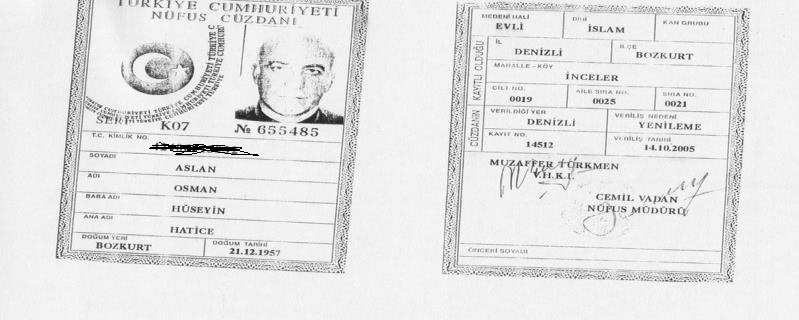 TÜRKİYE CUMHURİYETİ
NÜFUS CÜZDANI
SERİ K07 № 655485
T.C. KİMLİK NO.
SOYADI
ASLAN
ADI
OSMAN
BABA ADI
HÜSEYİN
ANA ADI
HATİCE
DOĞUM YERİ DOĞUM TARİHİ
BOZKURT 21.12.1957
MEDENİ HALİ DİNİ KAN GRUBU
EVLİ İSLAM
CÜZDANIN KAYITLI OLDUĞU
İL İLÇE
DENİZLİ BOZKURT
MAHALLE - KÖY
İNCELER
CİLT NO. AİLE SIRA NO. SIRA NO.
0019 0025 0021
VERİLDİĞİ YER VERİLİŞ NEDENİ
DENİZLİ YENİLEME
KAYIT NO. VERİLİŞ TARİHİ
14512 14.10.2005
MUZAFFER TÜRKMEN
V.H.K.I.
CEMİL VADAN
NÜFUS MÜDÜRÜ
ÖNCEKİ SOYADI